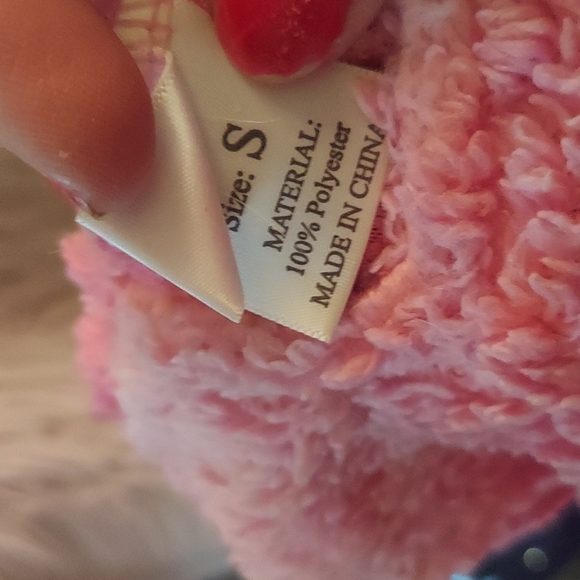 Size: S
MATERIAL:
100% Polyester
MADE IN CHINA